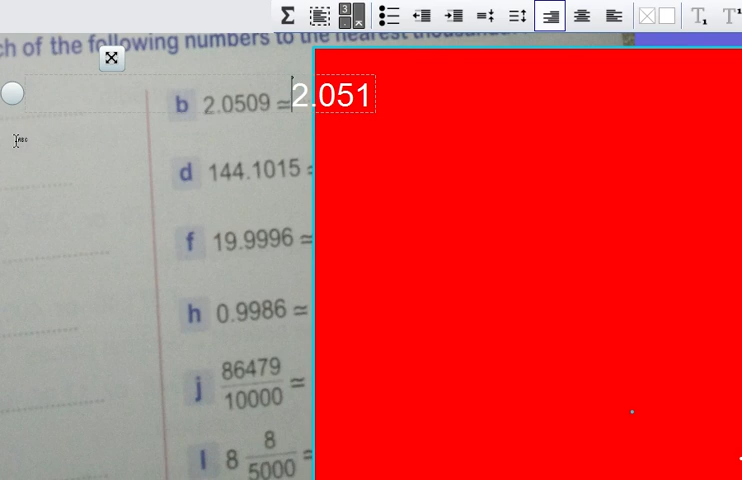 ch of the following numbers to the nearest thousand
b 2.0509 ≃ 2.051
d 144.1015 ≃
f 19.9996 ≃
h 0.9986 ≃
j 86479/10000 ≃
l 8 8/5000 =